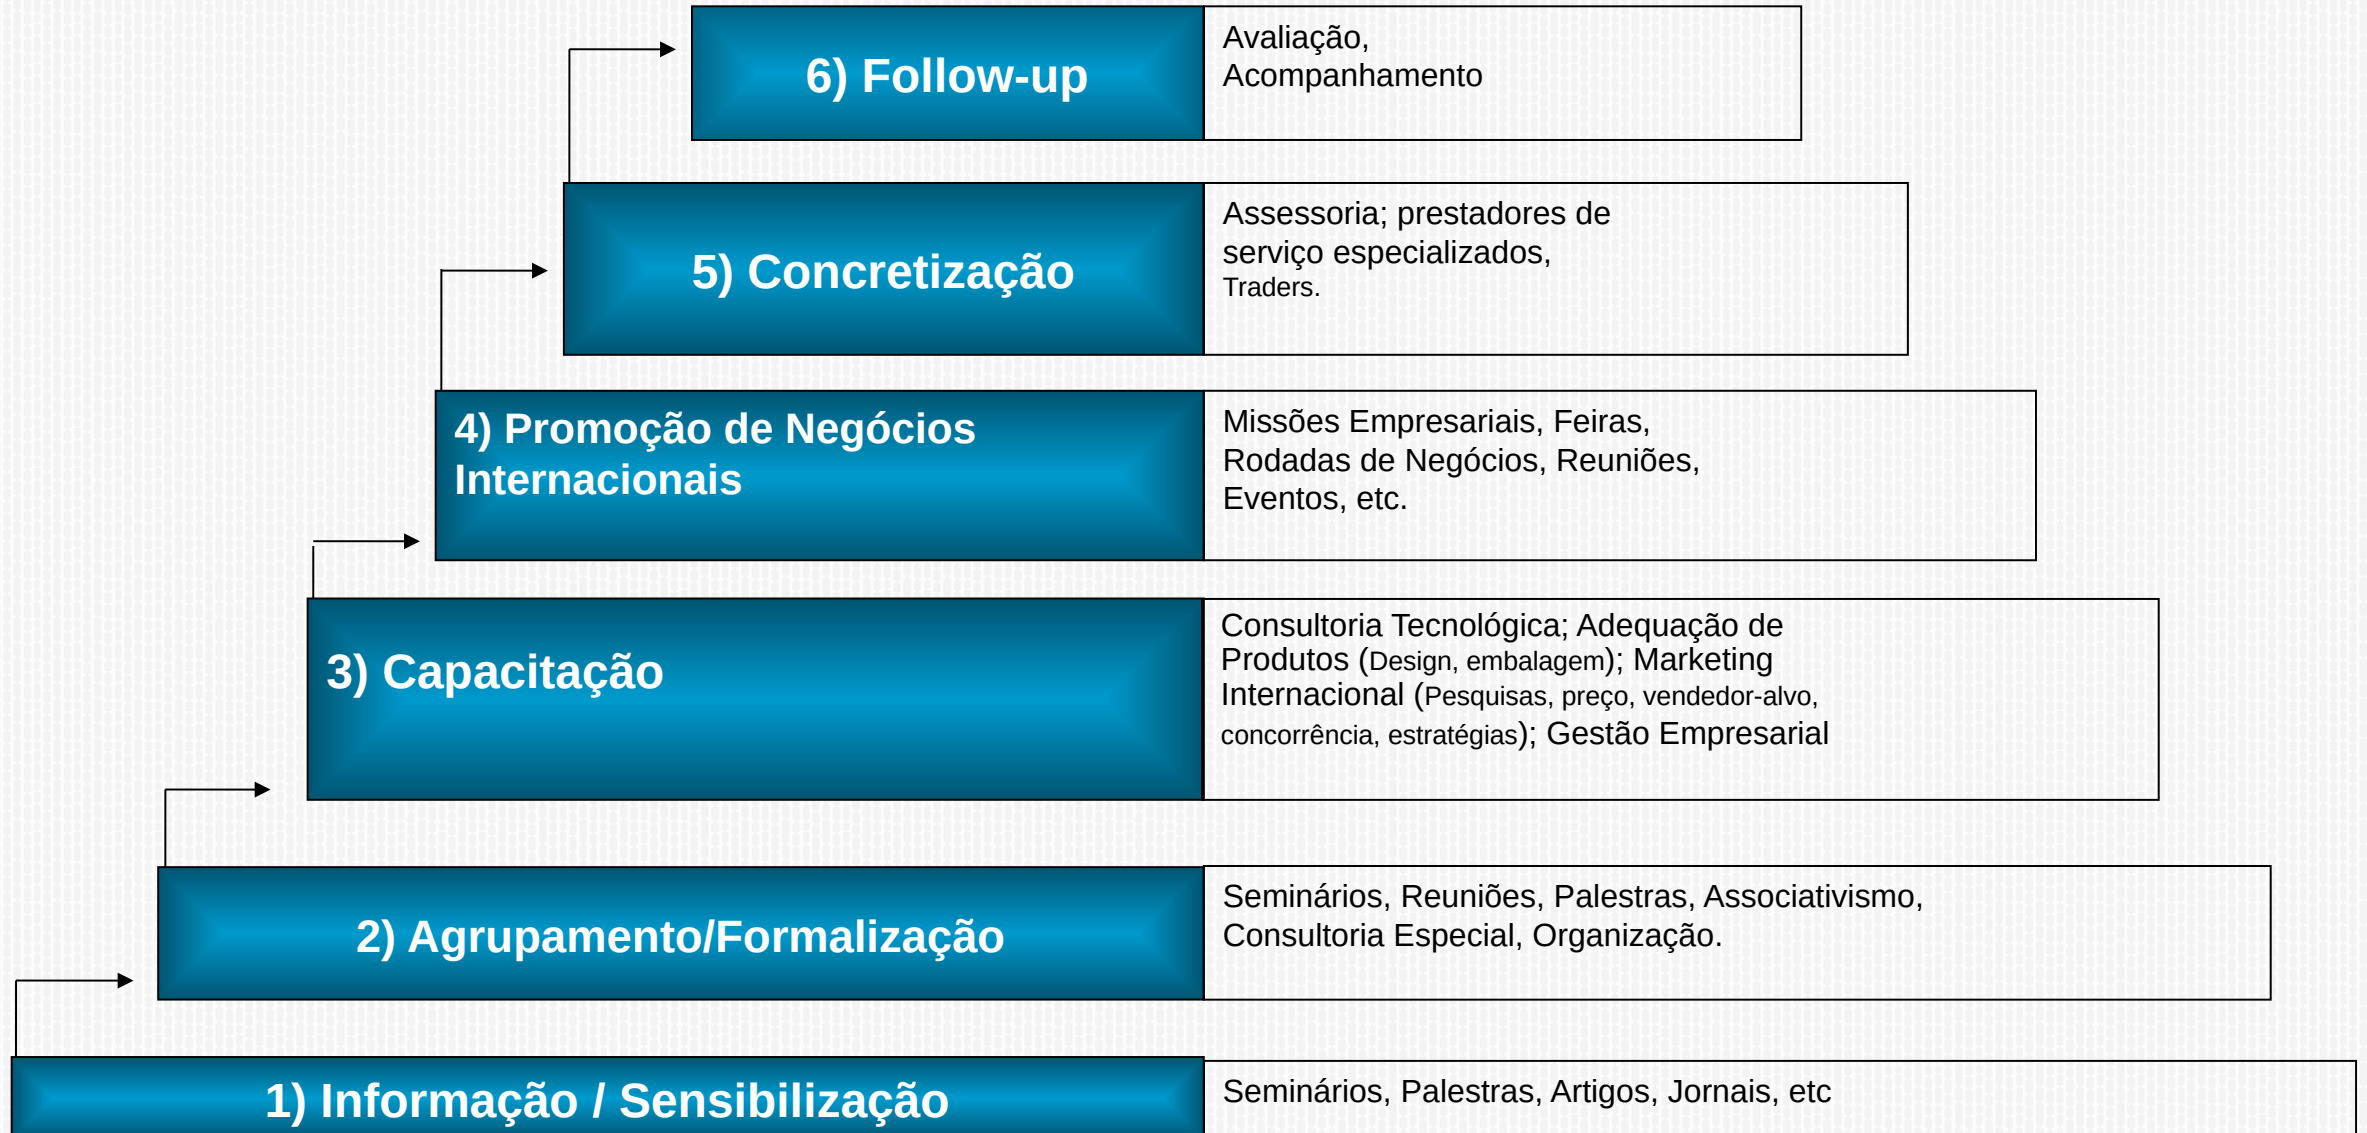 6) Follow-up
Avaliação,
Acompanhamento
5) Concretização
Assessoria; prestadores de
serviço especializados,
Traders.
4) Promoção de Negócios
Internacionais
Missões Empresariais, Feiras,
Rodadas de Negócios, Reuniões,
Eventos, etc.
3) Capacitação
Consultoria Tecnológica; Adequação de
Produtos (Design, embalagem); Marketing
Internacional (Pesquisas, preço, vendedor-alvo,
concorrência, estratégias); Gestão Empresarial
2) Agrupamento/Formalização
Seminários, Reuniões, Palestras, Associativismo,
Consultoria Especial, Organização.
1) Informação / Sensibilização
Seminários, Palestras, Artigos, Jornais, etc